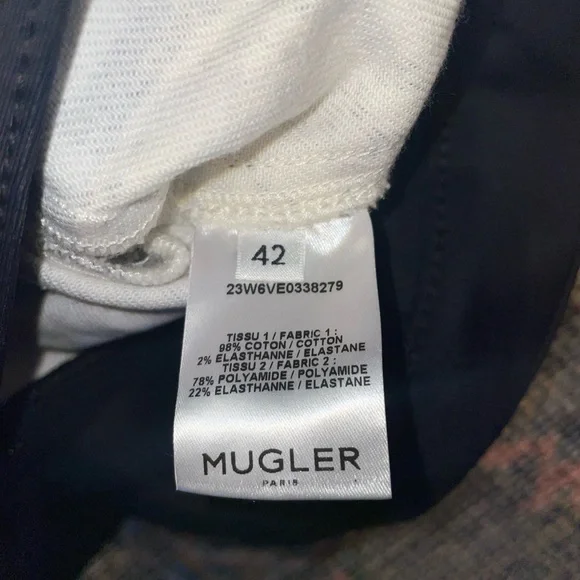 42
23W6VE0338279
TISSU 1 / FABRIC 1 :
98% COTON / COTTON
2% ELASTHANNE / ELASTANE
TISSU 2 / FABRIC 2 :
78% POLYAMIDE / POLYAMIDE
22% ELASTHANNE / ELASTANE
MUGLER
PARIS